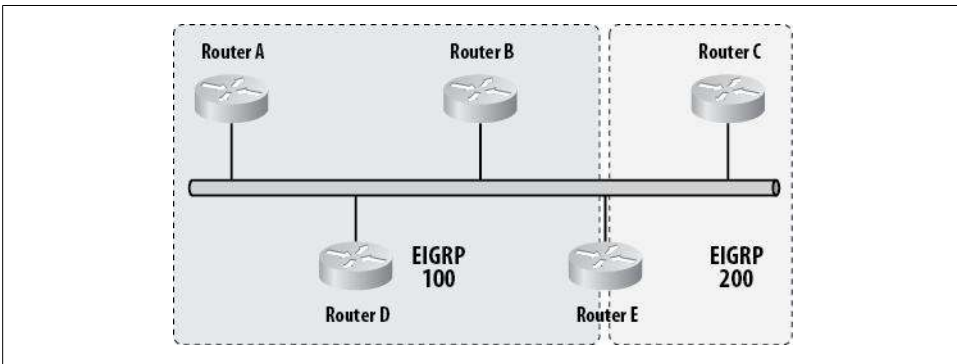 Router A
Router B
Router C
EIGRP
100
EIGRP
200
Router D
Router E